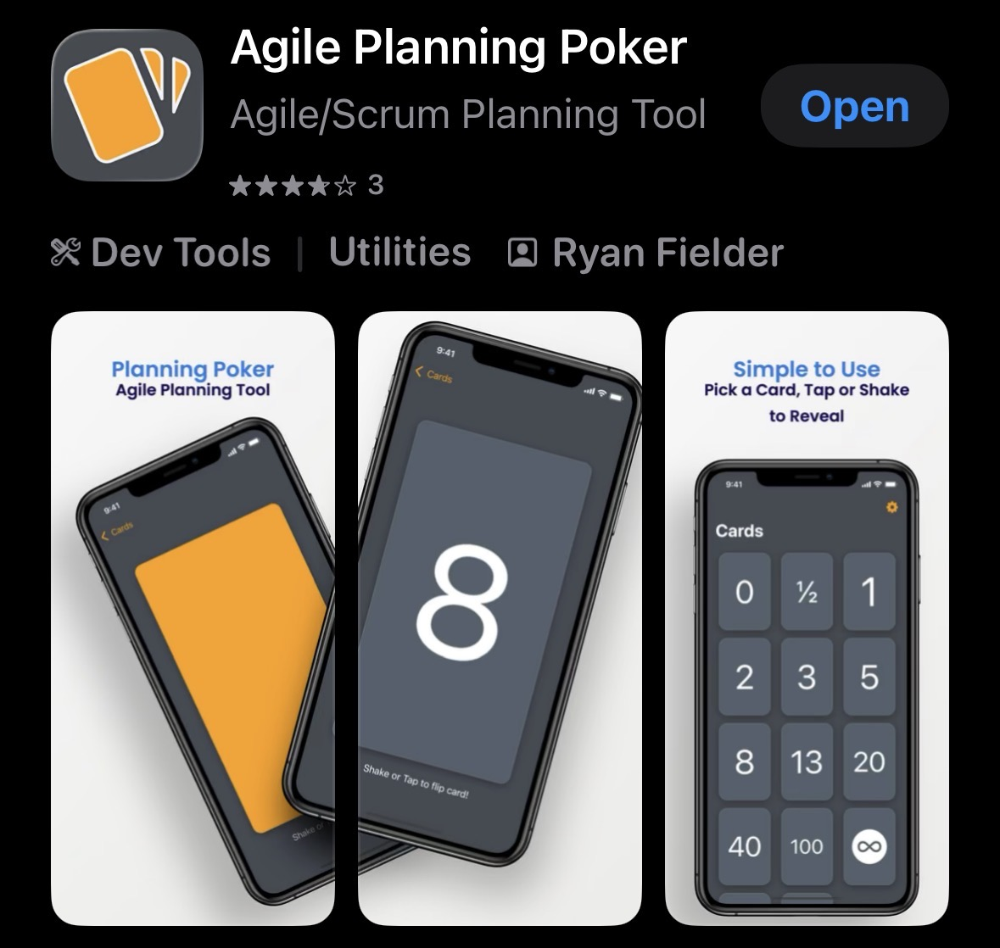 Agile Planning Poker
Agile/Scrum Planning Tool
Open
★★★★☆ 3
Dev Tools | Utilities Ryan Fielder
Planning Poker
Agile Planning Tool
9:41
Cards
Shake or
9:41
Cards
8
Shake or Tap to flip card!
Simple to Use
Pick a Card, Tap or Shake
to Reveal
9:41
Cards
0 ½ 1
2 3 5
8 13 20
40 100 ∞